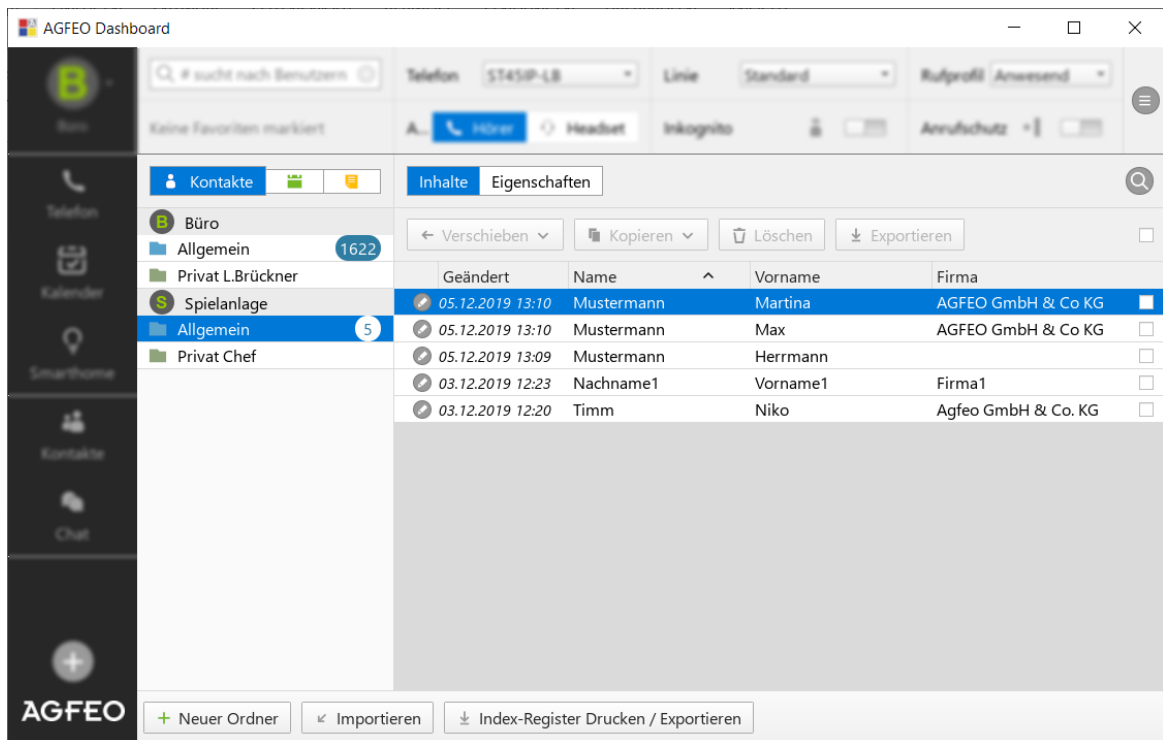 AGFEO Dashboard
B
Büro
# sucht nach Benutzern
Telefon ST45IP-LB Linie Standard Rufprofil Anwesend
Keine Favoriten markiert
A... Hörer Headset Inkognito Anrufschutz
Telefon
Kalender
Smarthome
Kontakte
Chat
AGFEO
Kontakte
B Büro
Allgemein 1622
Privat L.Brückner
S Spielanlage
Allgemein 5
Privat Chef
Inhalte Eigenschaften
Verschieben Kopieren Löschen Exportieren
Geändert Name Vorname Firma
05.12.2019 13:10 Mustermann Martina AGFEO GmbH & Co KG
05.12.2019 13:10 Mustermann Max AGFEO GmbH & Co KG
05.12.2019 13:09 Mustermann Herrmann
03.12.2019 12:23 Nachname1 Vorname1 Firma1
03.12.2019 12:20 Timm Niko Agfeo GmbH & Co. KG
+ Neuer Ordner Importieren Index-Register Drucken / Exportieren